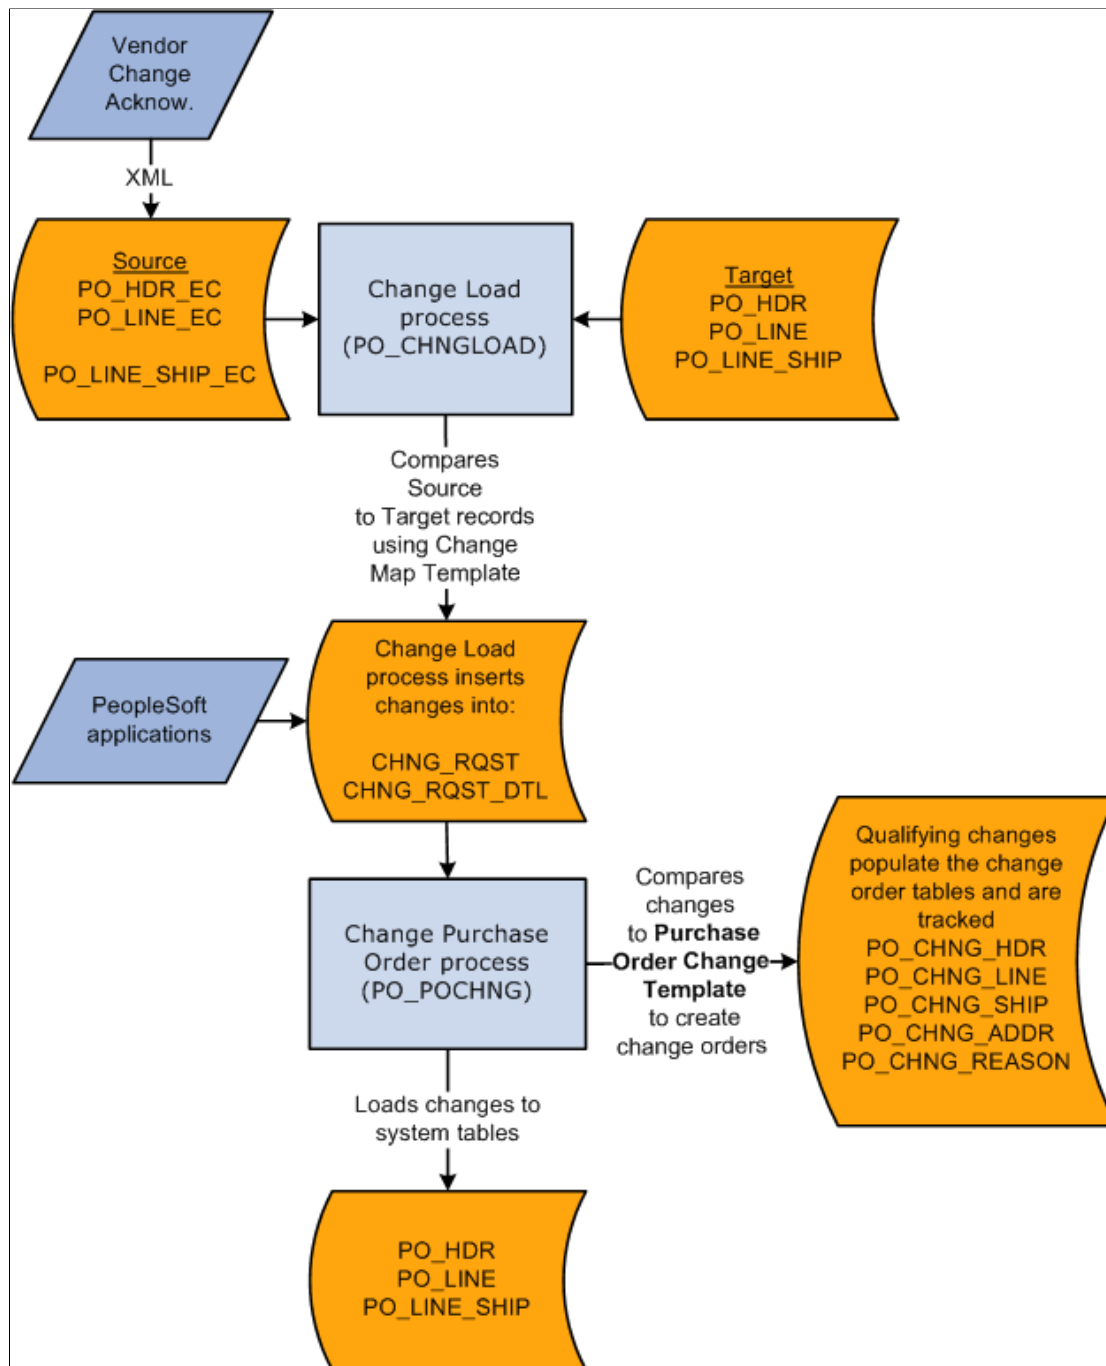 Vendor
Change
Acknow.
XML
Source
PO_HDR_EC
PO_LINE_EC
PO_LINE_SHIP_EC
Change Load
process
(PO_CHNGLOAD)
Target
PO_HDR
PO_LINE
PO_LINE_SHIP
Compares
Source
to Target records
using Change
Map Template
PeopleSoft
applications
Change Load
process inserts
changes into:
CHNG_RQST
CHNG_RQST_DTL
Change Purchase
Order process
(PO_POCHNG)
Compares
changes
to Purchase
Order Change
Template
to create
change orders
Qualifying changes
populate the change
order tables and are
tracked
PO_CHNG_HDR
PO_CHNG_LINE
PO_CHNG_SHIP
PO_CHNG_ADDR
PO_CHNG_REASON
Loads changes to
system tables
PO_HDR
PO_LINE
PO_LINE_SHIP